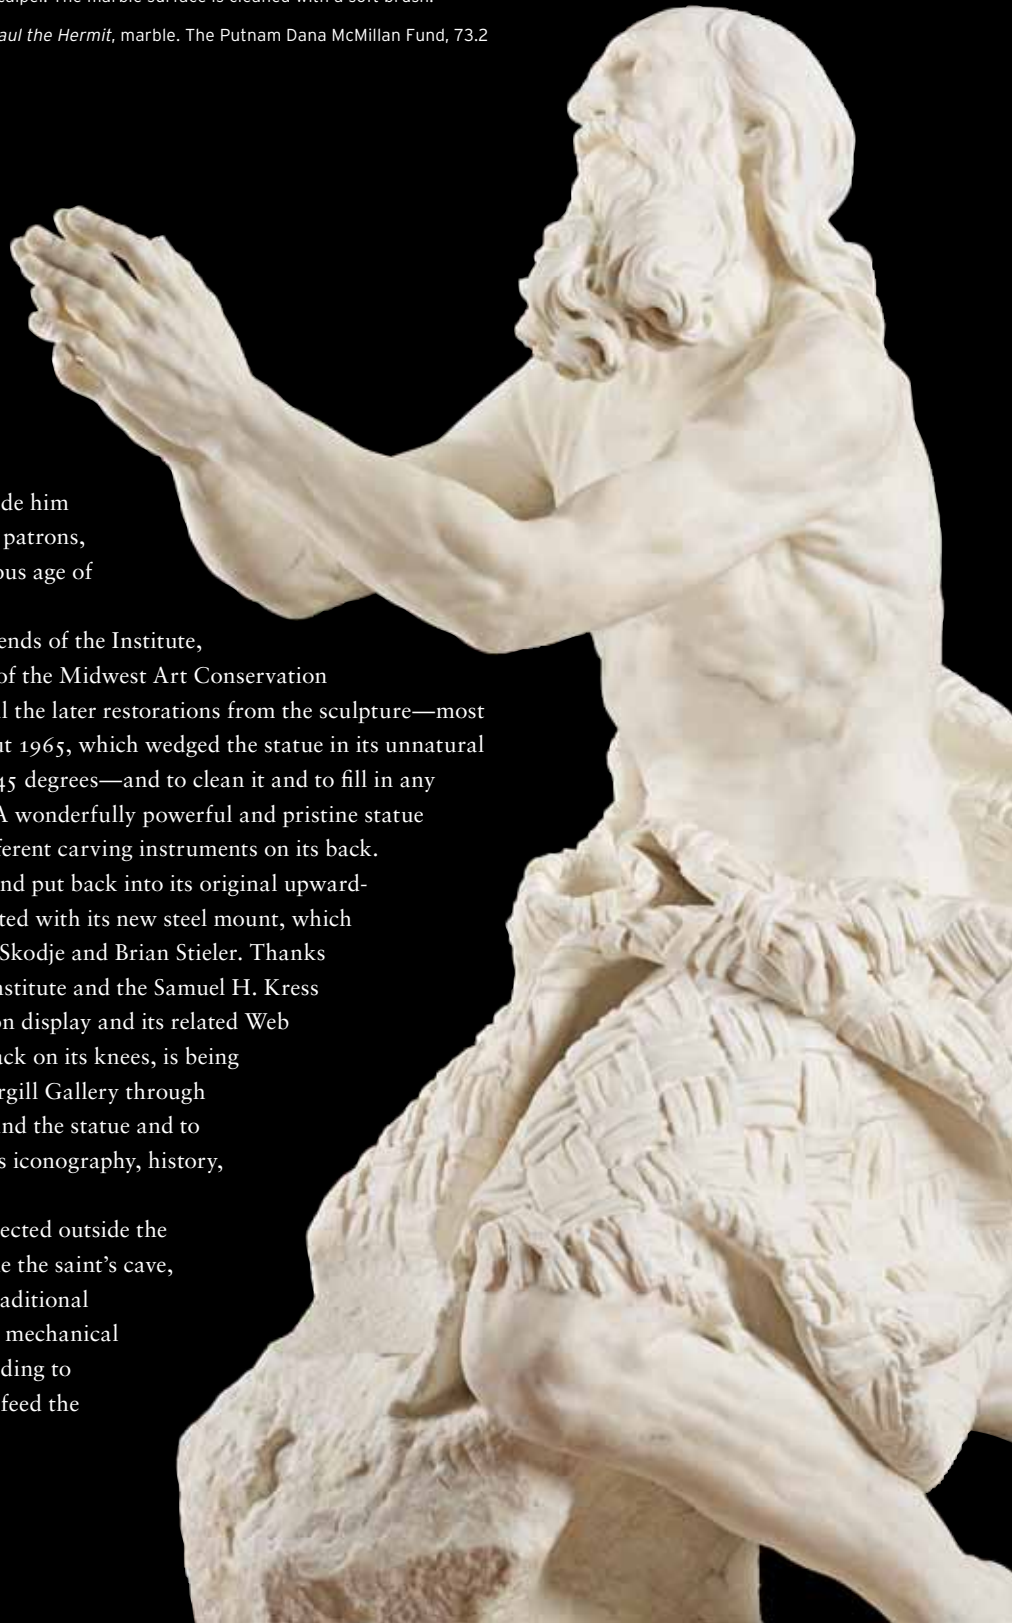 scalpel. The marble surface is cleaned with a soft brush.
aul the Hermit, marble. The Putnam Dana McMillan Fund, 73.2
de him
patrons,
ous age of
ends of the Institute,
of the Midwest Art Conservation
l the later restorations from the sculpture—most
ut 1965, which wedged the statue in its unnatural
45 degrees—and to clean it and to fill in any
A wonderfully powerful and pristine statue
ferent carving instruments on its back.
nd put back into its original upward-
ted with its new steel mount, which
Skodje and Brian Stieler. Thanks
nstitute and the Samuel H. Kress
on display and its related Web
ack on its knees, is being
rgill Gallery through
nd the statue and to
s iconography, history,
ected outside the
e the saint’s cave,
aditional
mechanical
ding to
feed the